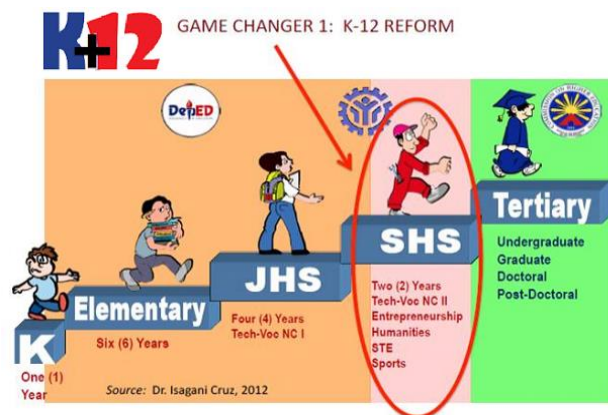 K+12
GAME CHANGER 1: K-12 REFORM
DepED
K
One (1)
Year
Elementary
Six (6) Years
JHS
Four (4) Years
Tech-Voc NC I
SHS
Two (2) Years
Tech-Voc NC II
Entrepreneurship
Humanities
STE
Sports
Tertiary
Undergraduate
Graduate
Doctoral
Post-Doctoral
Source: Dr. Isagani Cruz, 2012